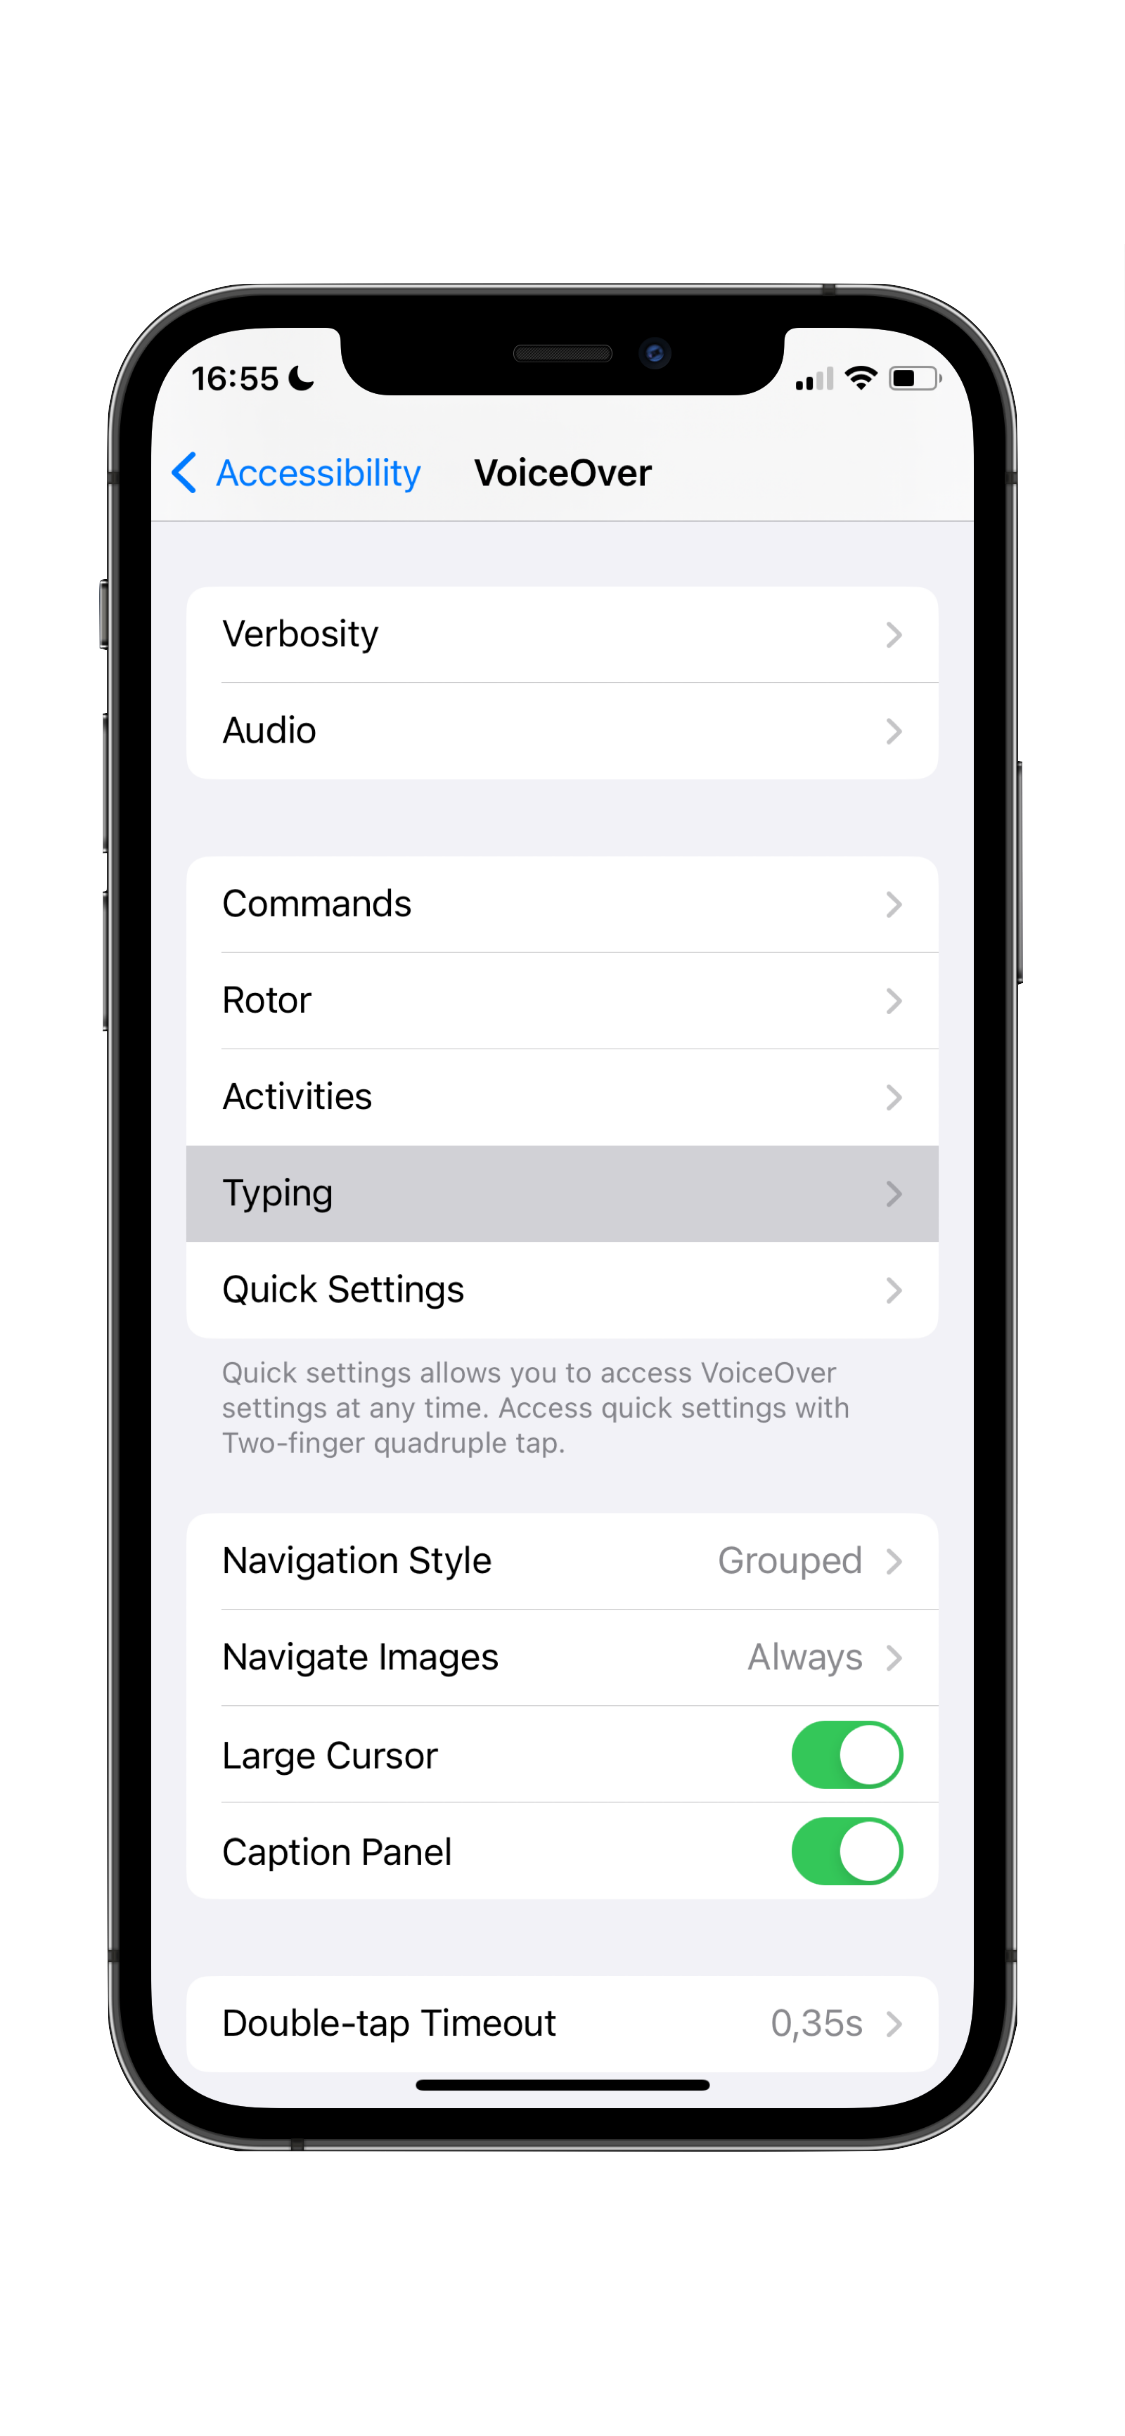 16:55
Accessibility VoiceOver
Verbosity
Audio
Commands
Rotor
Activities
Typing
Quick Settings
Quick settings allows you to access VoiceOver
settings at any time. Access quick settings with
Two-finger quadruple tap.
Navigation Style Grouped
Navigate Images Always
Large Cursor
Caption Panel
Double-tap Timeout 0,35s